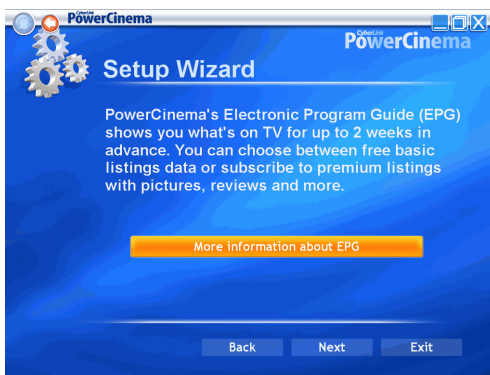 CyberLink
PowerCinema
CyberLink
PowerCinema
Setup Wizard
PowerCinema's Electronic Program Guide (EPG)
shows you what's on TV for up to 2 weeks in
advance. You can choose between free basic
listings data or subscribe to premium listings
with pictures, reviews and more.
More information about EPG
Back Next Exit